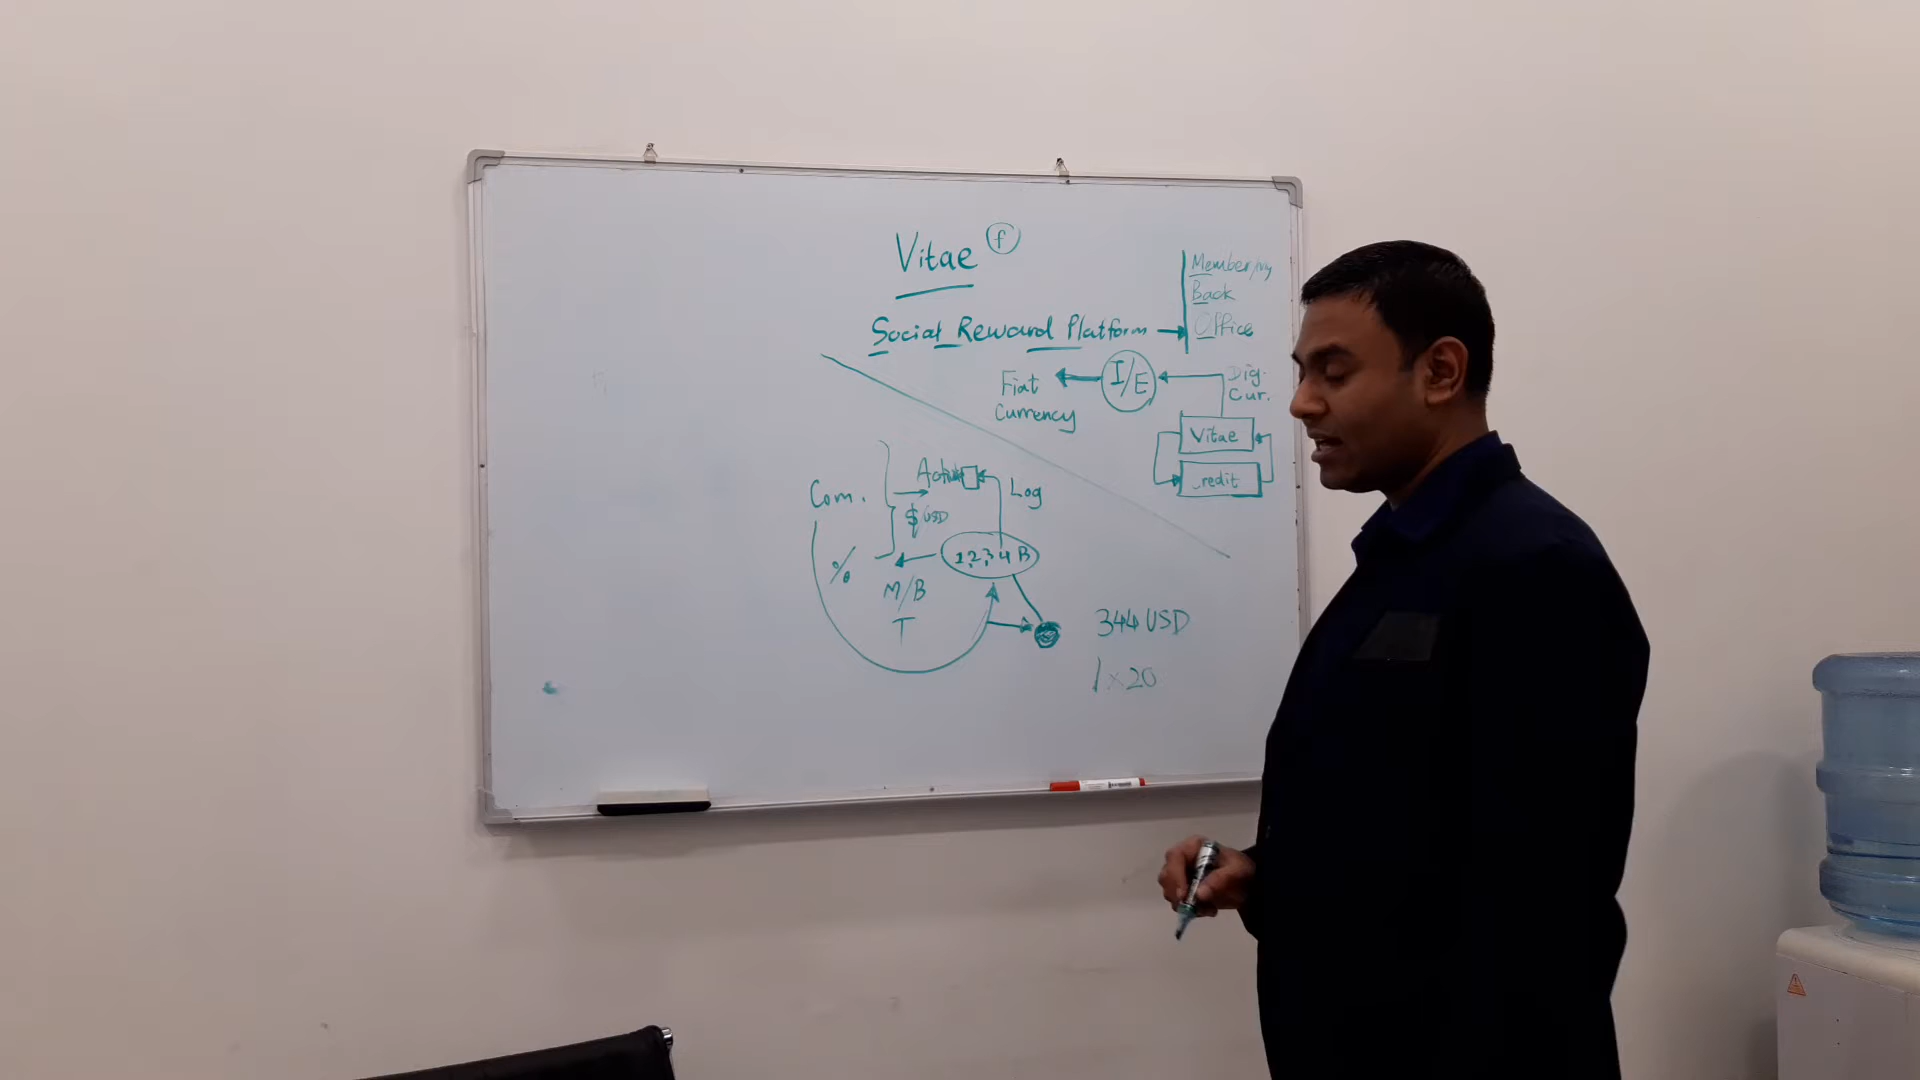 Vitae f
Social Reward Platform
Back
Office
Fiat
Currency
I/E
Dig.
Cur.
Vitae
redit
Com.
Log
$ USD
1,2,3,4 B
%
M/B
T
344 USD
1 x 20